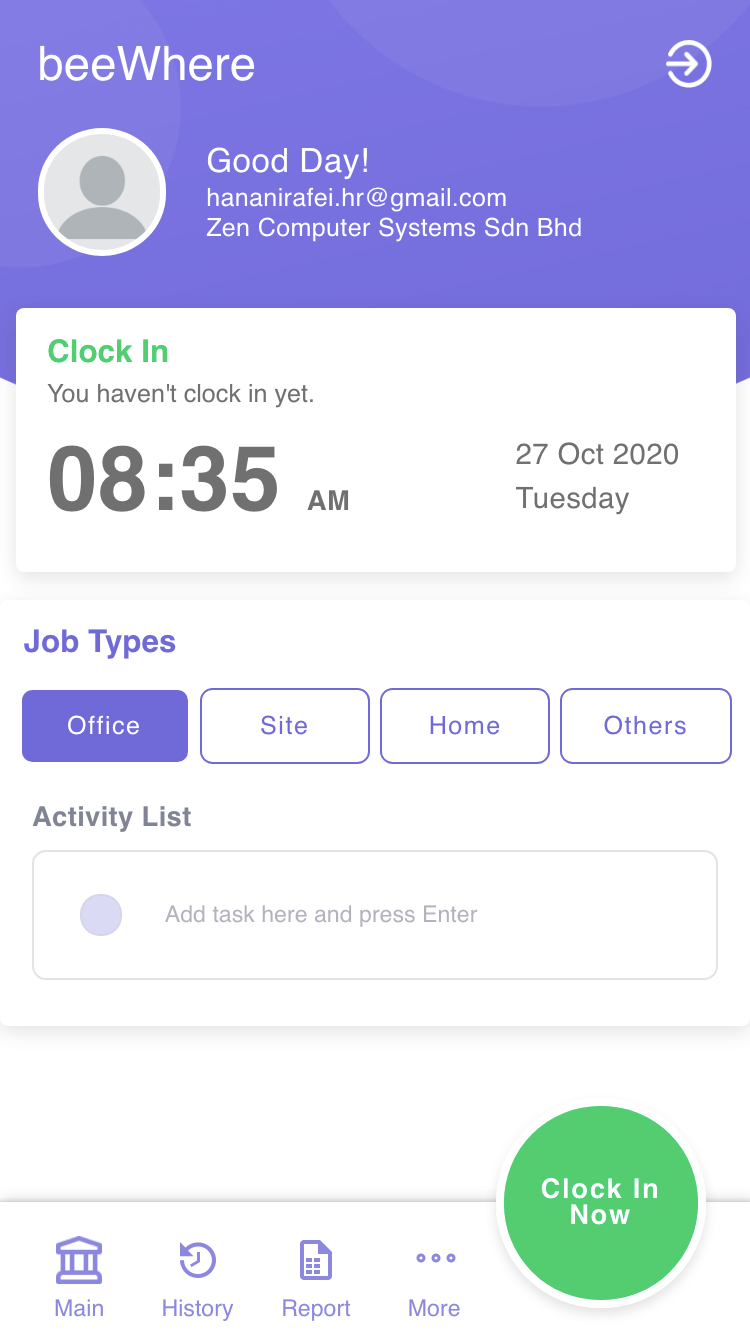 beeWhere
Good Day!
hananirafei.hr@gmail.com
Zen Computer Systems Sdn Bhd
Clock In
You haven't clock in yet.
08:35 AM
27 Oct 2020
Tuesday
Job Types
Office Site Home Others
Activity List
Add task here and press Enter
Clock In
Now
Main History Report More